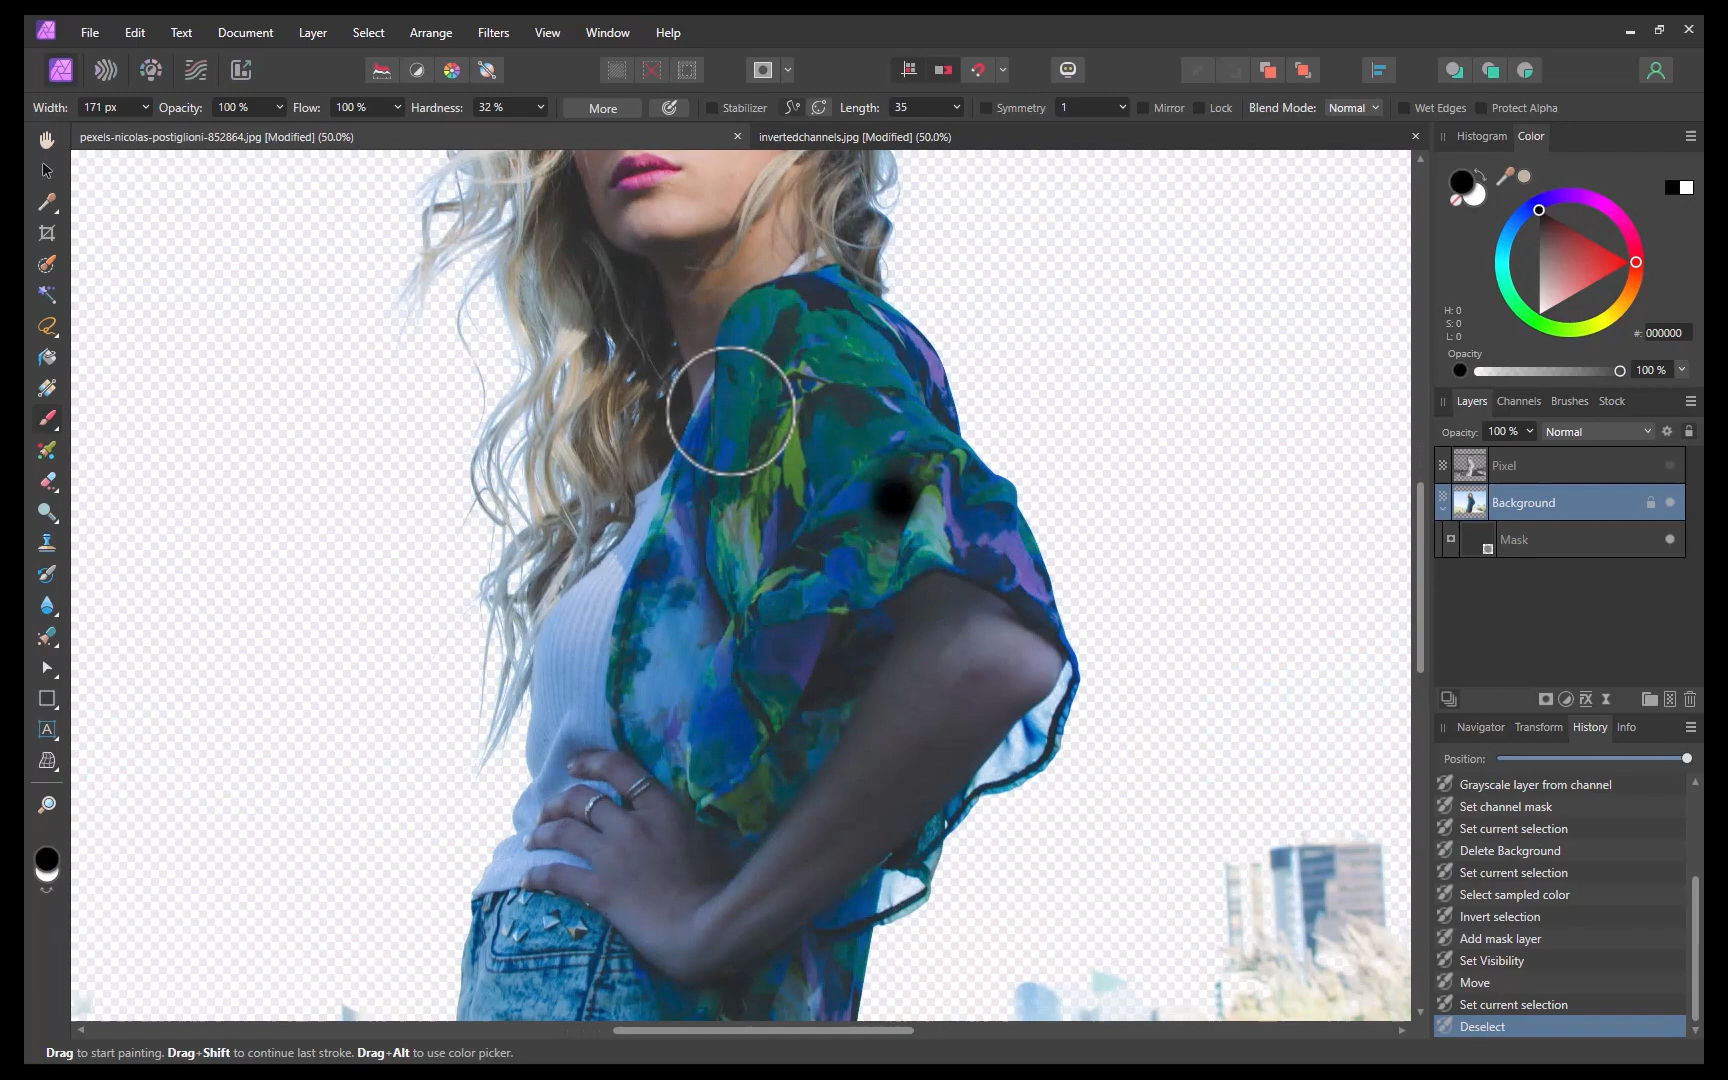 File Edit Text Document Layer Select Arrange Filters View Window Help
Width: 171 px Opacity: 100 % Flow: 100 % Hardness: 32 % More Stabilizer Length: 35 Symmetry 1 Mirror Lock Blend Mode: Normal Wet Edges Protect Alpha
pexels-nicolas-postiglioni-852864.jpg [Modified] (50.0%) invertedchannels.jpg [Modified] (50.0%)
Histogram Color
H: 0
S: 0
L: 0
#: 000000
Opacity
100 %
Layers Channels Brushes Stock
Opacity: 100 % Normal
Pixel
Background
Mask
Navigator Transform History Info
Position:
Grayscale layer from channel
Set channel mask
Set current selection
Delete Background
Set current selection
Select sampled color
Invert selection
Add mask layer
Set Visibility
Move
Set current selection
Deselect
Drag to start painting. Drag+Shift to continue last stroke. Drag+Alt to use color picker.